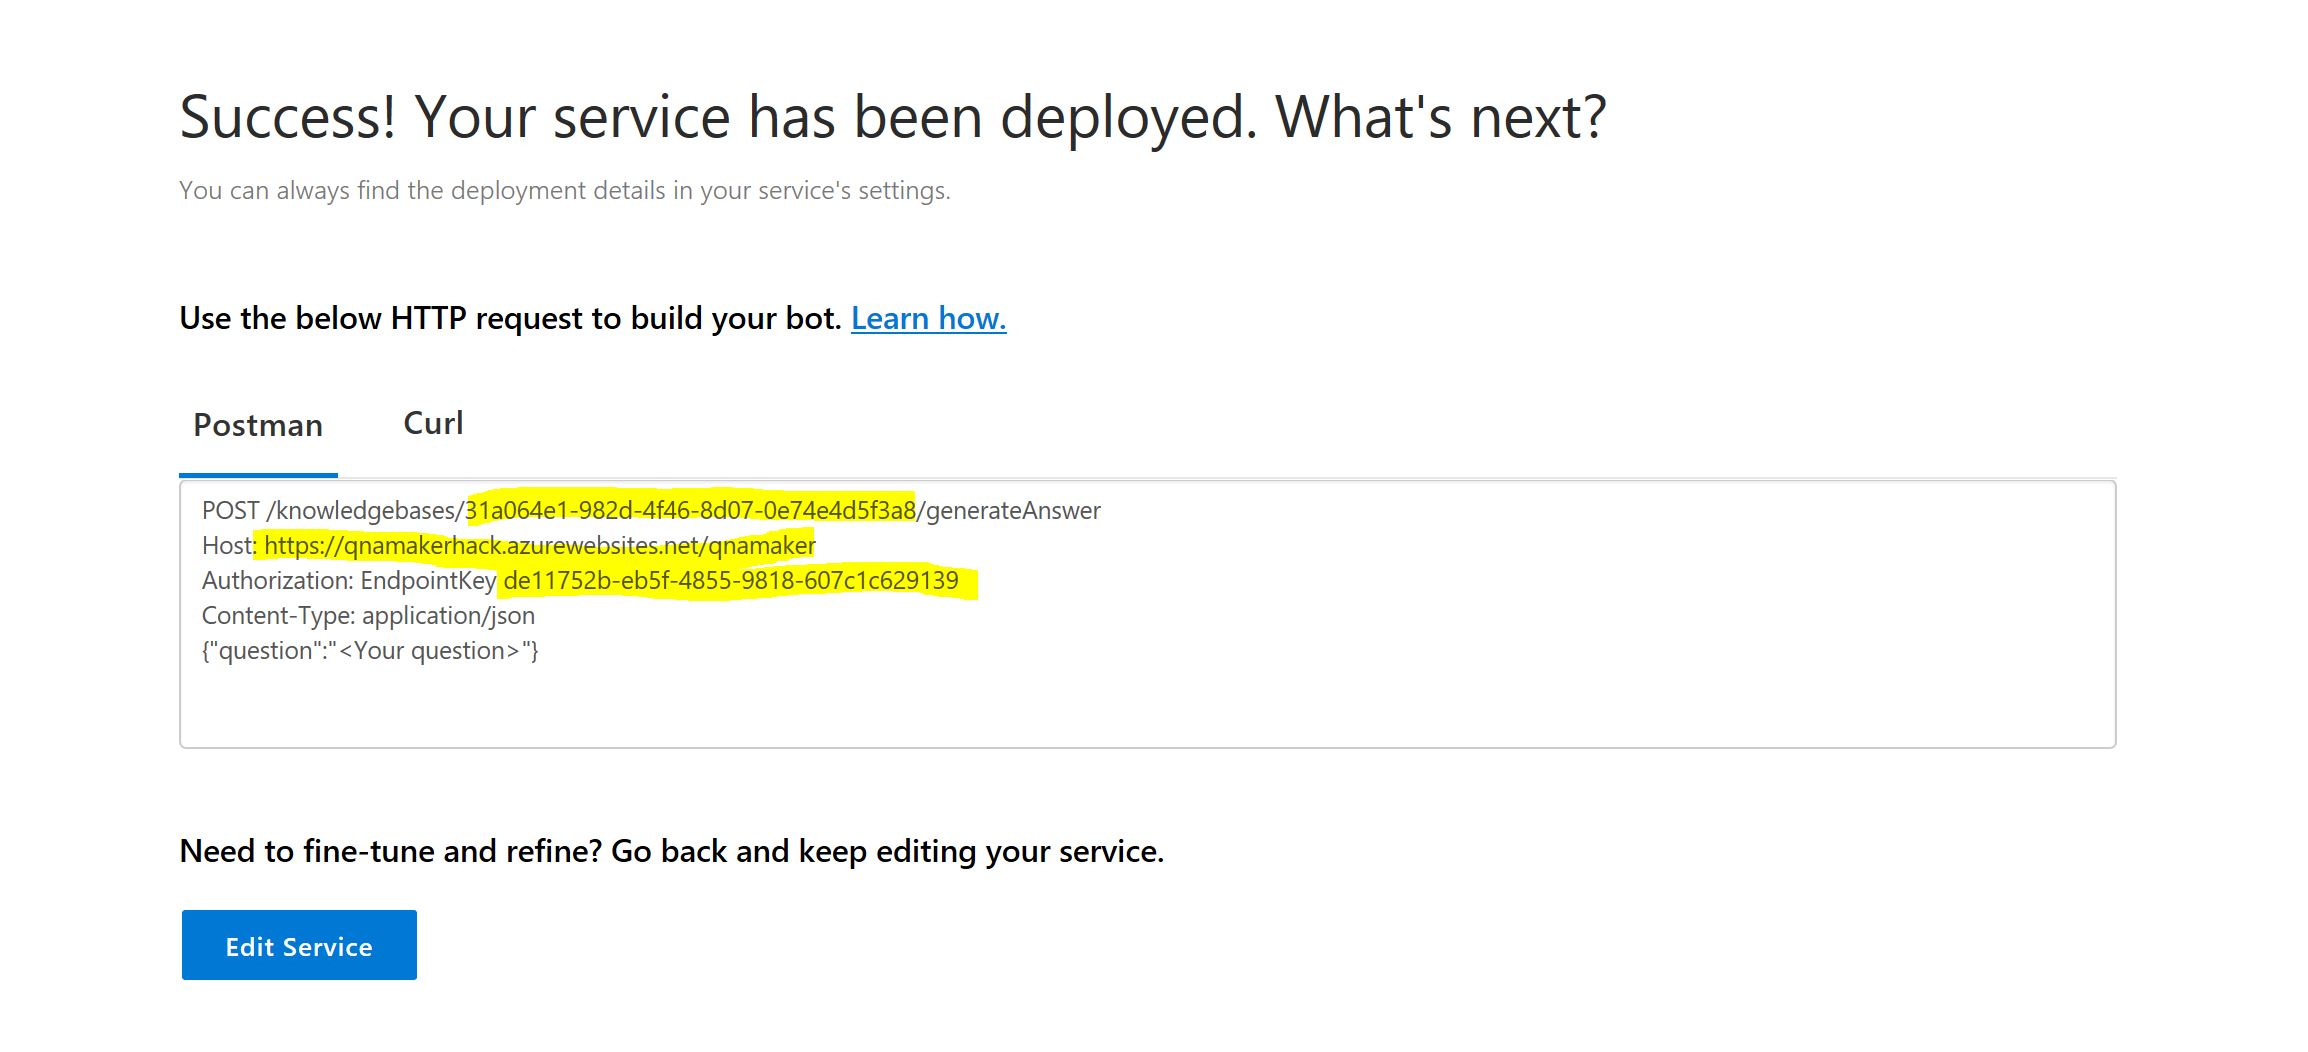 Success! Your service has been deployed. What's next?
You can always find the deployment details in your service's settings.
Use the below HTTP request to build your bot. Learn how.
Postman Curl
POST /knowledgebases/31a064e1-982d-4f46-8d07-0e74e4d5f3a8/generateAnswer
Host: https://qnamakerhack.azurewebsites.net/qnamaker
Authorization: EndpointKey de11752b-eb5f-4855-9818-607c1c629139
Content-Type: application/json
{"question":"<Your question>"}
Need to fine-tune and refine? Go back and keep editing your service.
Edit Service